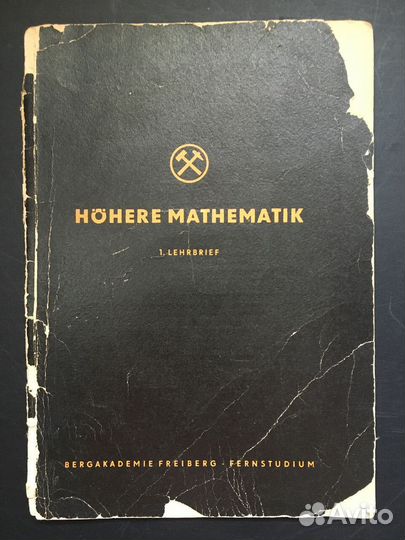 HÖHERE MATHEMATIK
1. LEHRBRIEF
BERGAKADEMIE FREIBERG - FERNSTUDIUM
Avito